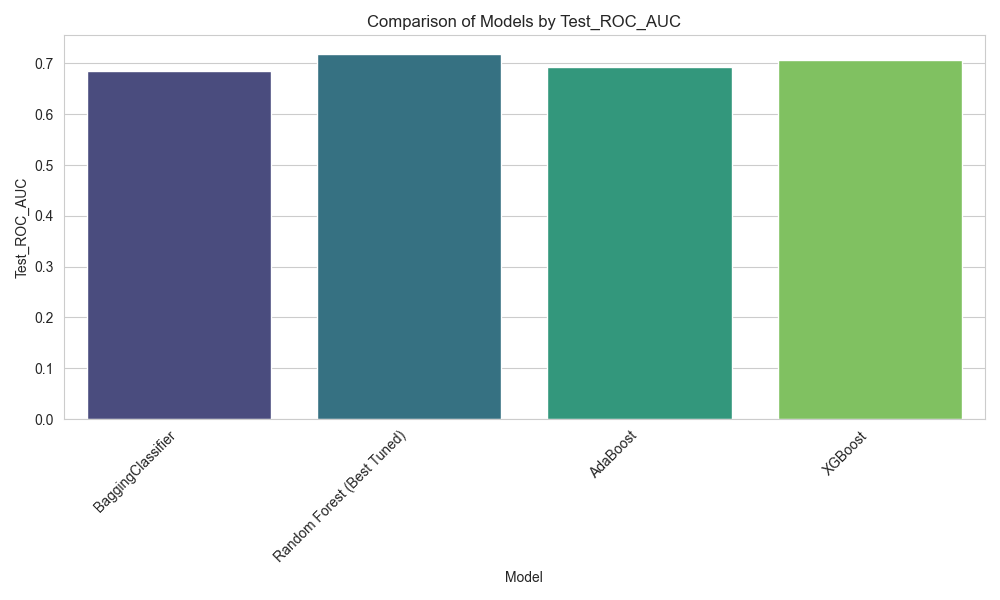 Comparison of Models by Test_ROC_AUC
Test_ROC_AUC
0.7
0.6
0.5
0.4
0.3
0.2
0.1
0.0
BaggingClassifier
Random Forest (Best Tuned)
AdaBoost
XGBoost
Model